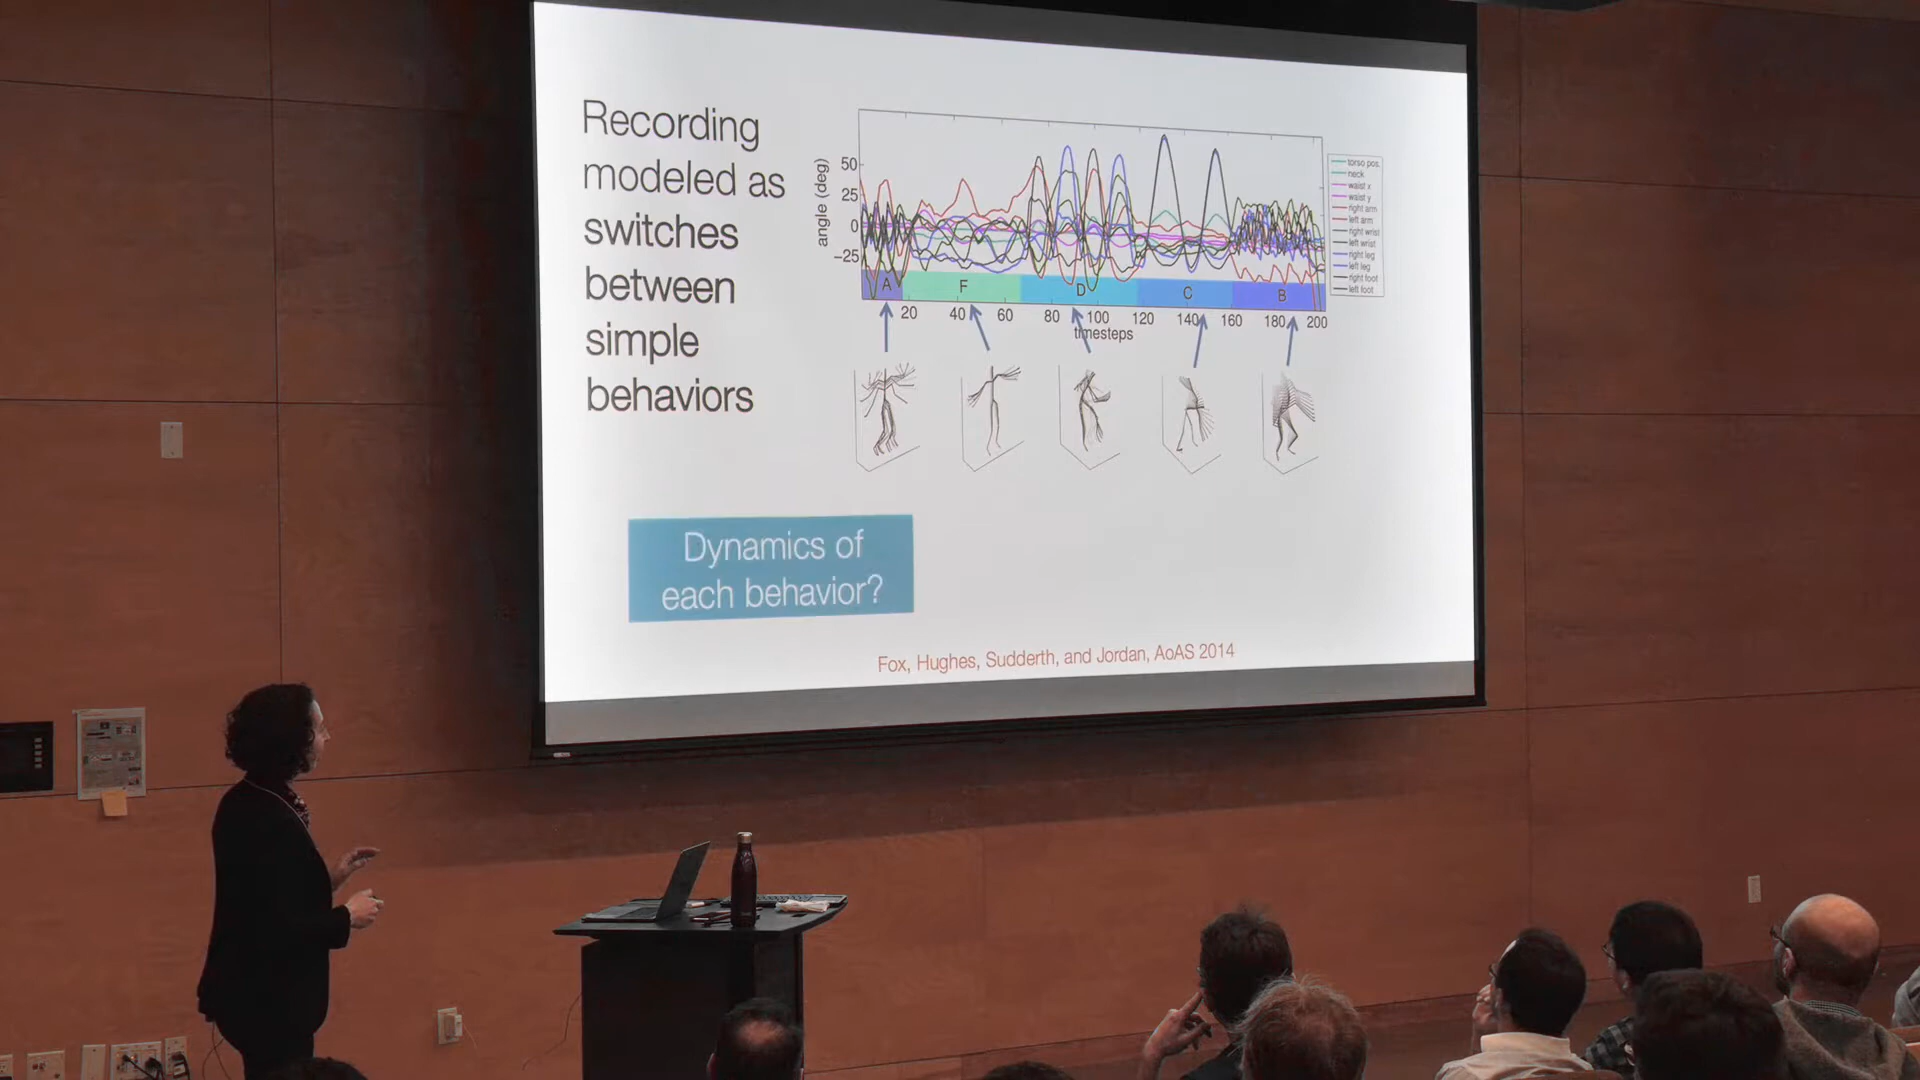 Recording
modeled as
switches
between
simple
behaviors
angle (deg)
50
25
0
−25
A F D C B
20 40 60 80 100 120 140 160 180 200
timesteps
torso pos.
neck
waist x
waist y
right arm
left arm
right wrist
left wrist
right leg
left leg
right foot
left foot
Dynamics of
each behavior?
Fox, Hughes, Sudderth, and Jordan, AoAS 2014